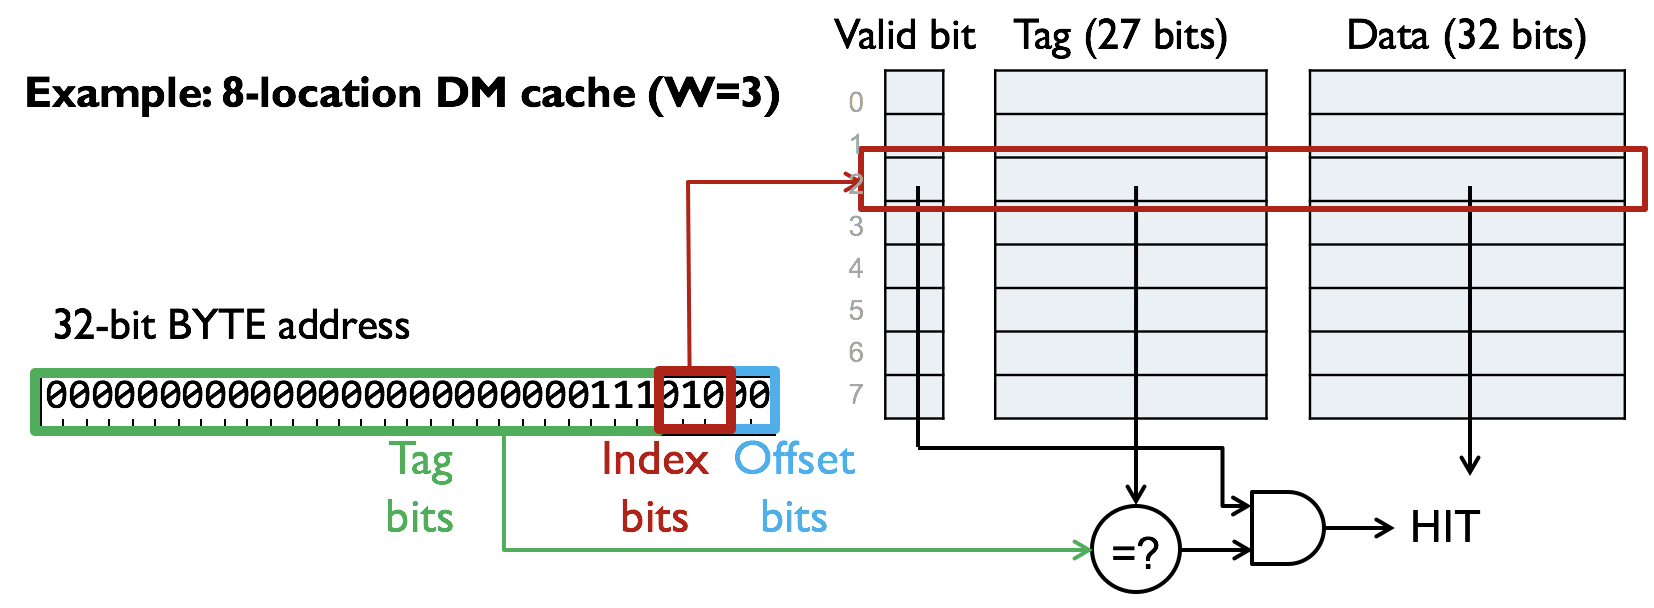 Valid bit
Tag (27 bits)
Data (32 bits)
Example: 8-location DM cache (W=3)
0
1
2
3
4
5
6
7
32-bit BYTE address
00000000000000000000000011101000
Tag bits
Index bits
Offset bits
=?
HIT